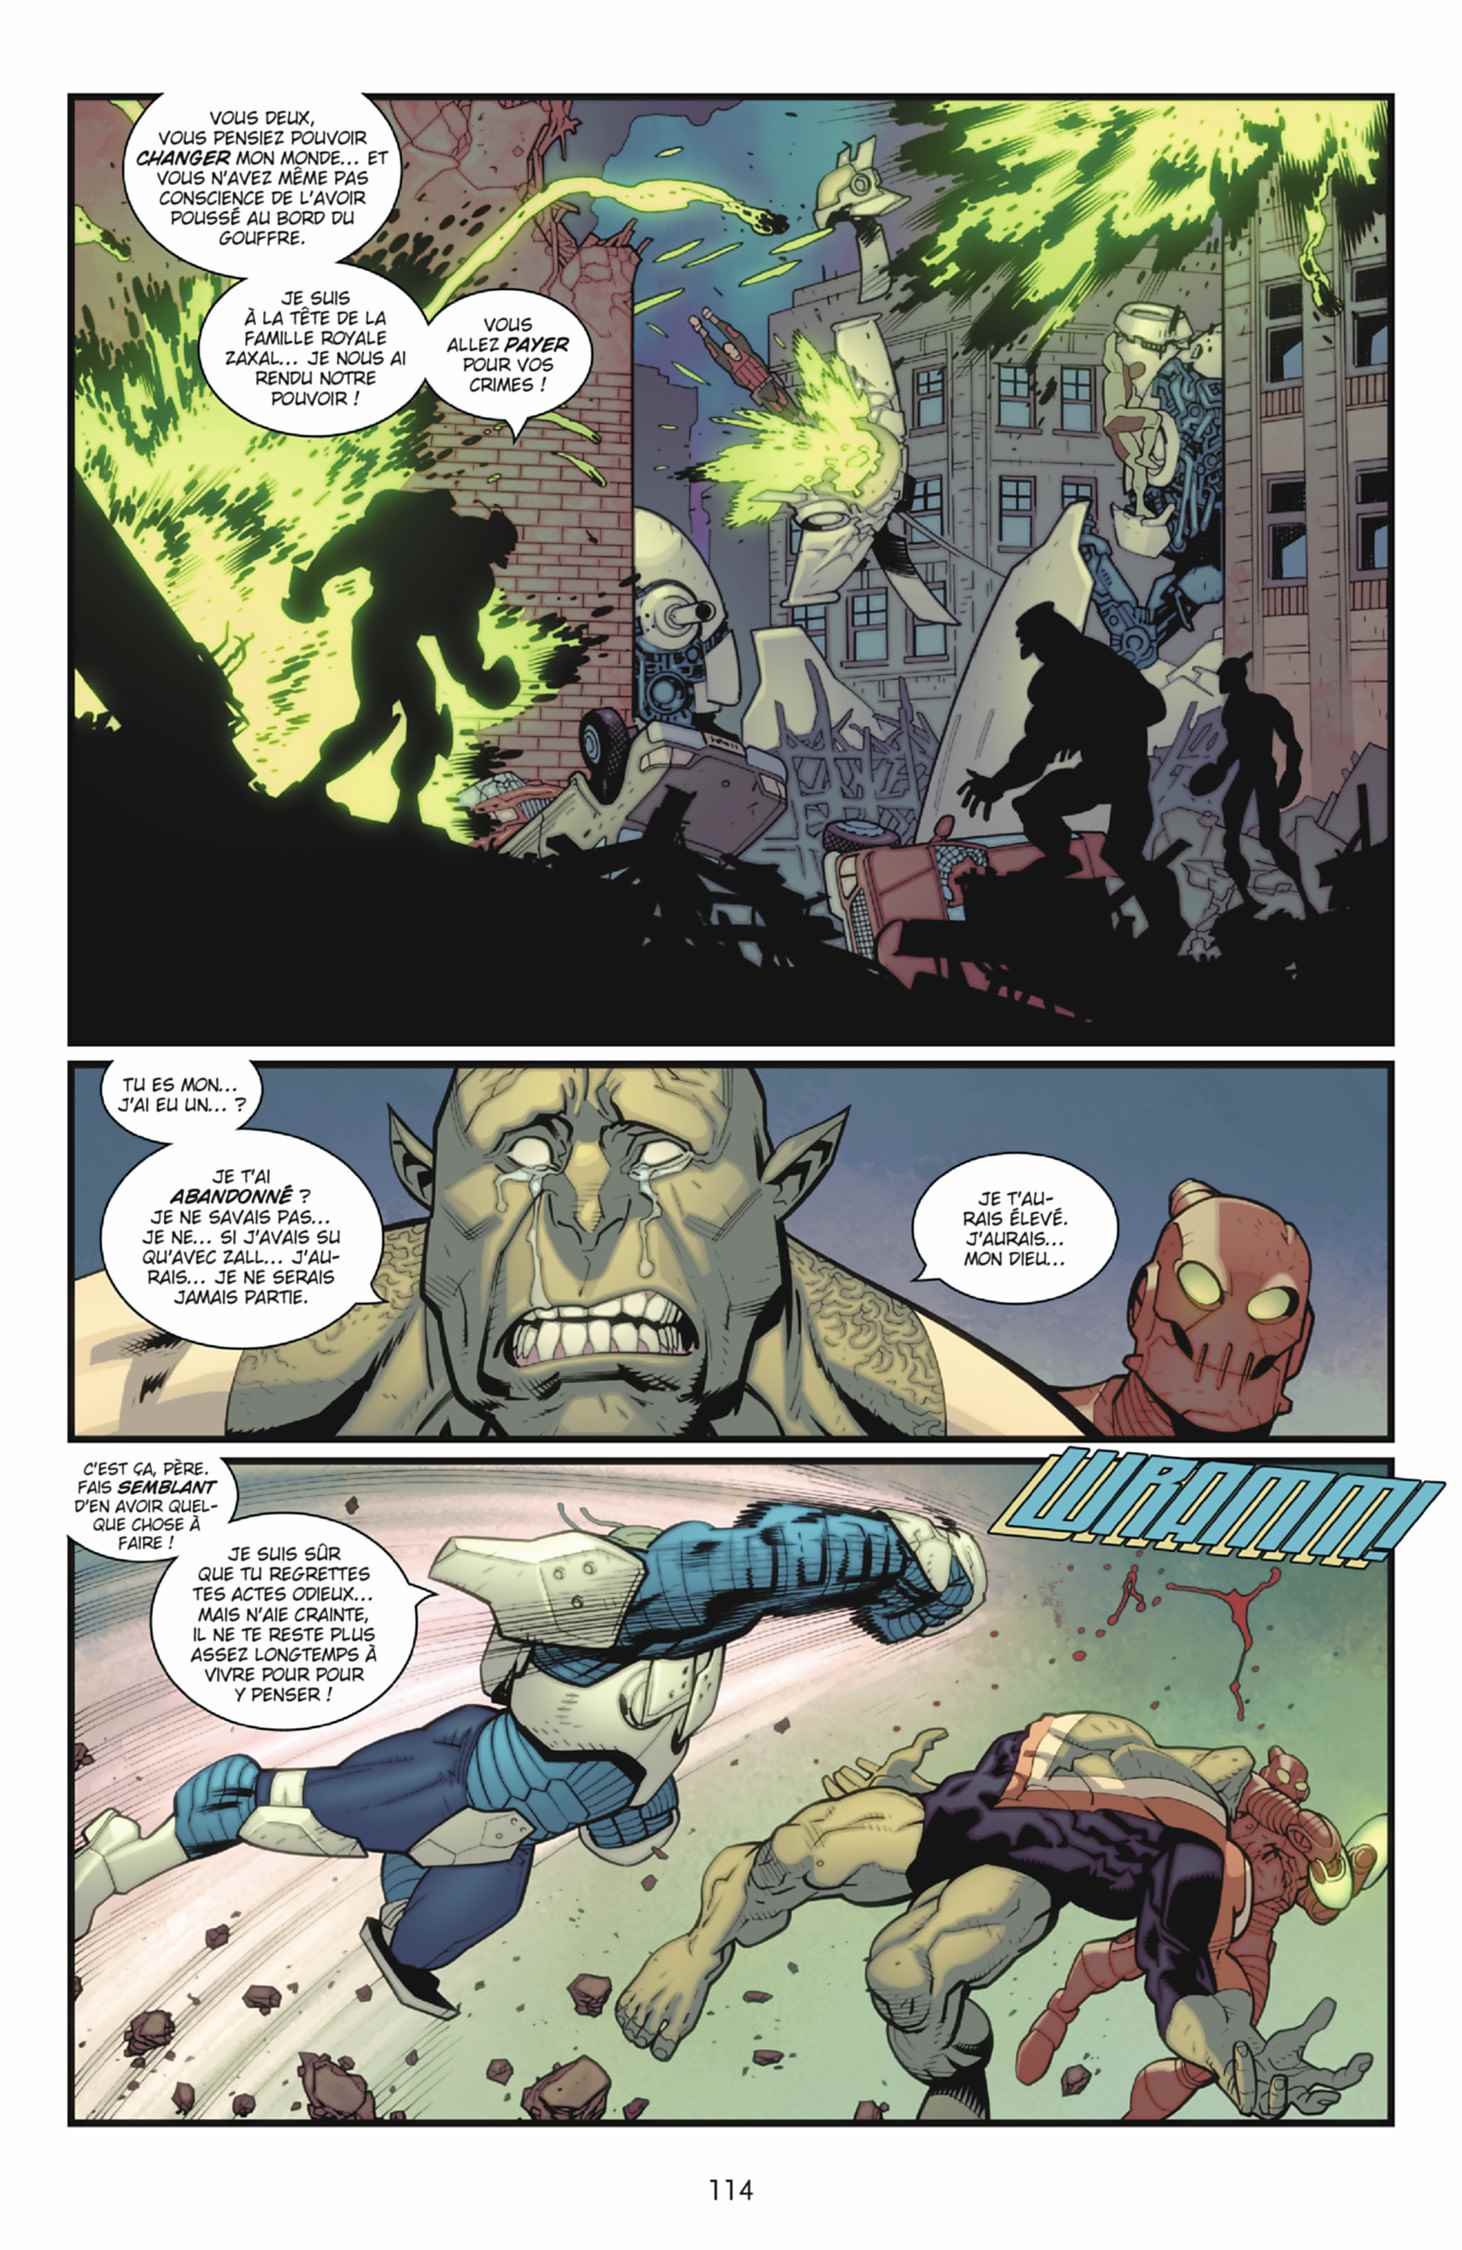 VOUS DEUX,
VOUS PENSIEZ POUVOIR
CHANGER MON MONDE... ET
VOUS N'AVEZ MÊME PAS
CONSCIENCE DE L'AVOIR
POUSSÉ AU BORD DU
GOUFFRE.
JE SUIS
À LA TÊTE DE LA
FAMILLE ROYALE
ZAXAL... JE NOUS AI
RENDU NOTRE
POUVOIR !
VOUS
ALLEZ PAYER
POUR VOS
CRIMES !
TU ES MON...
J'AI EU UN... ?
JE T'AI
ABANDONNÉ ?
JE NE SAVAIS PAS...
JE NE... SI J'AVAIS SU
QU'AVEC ZALL... J'AU-
RAIS... JE NE SERAIS
JAMAIS PARTIE.
JE T'AU-
RAIS ÉLEVÉ.
J'AURAIS...
MON DIEU...
C'EST ÇA, PÈRE.
FAIS SEMBLANT
D'EN AVOIR QUEL-
QUE CHOSE À
FAIRE !
JE SUIS SÛR
QUE TU REGRETTES
TES ACTES ODIEUX...
MAIS N'AIE CRAINTE,
IL NE TE RESTE PLUS
ASSEZ LONGTEMPS À
VIVRE POUR POUR
Y PENSER !
WRAMM!
114